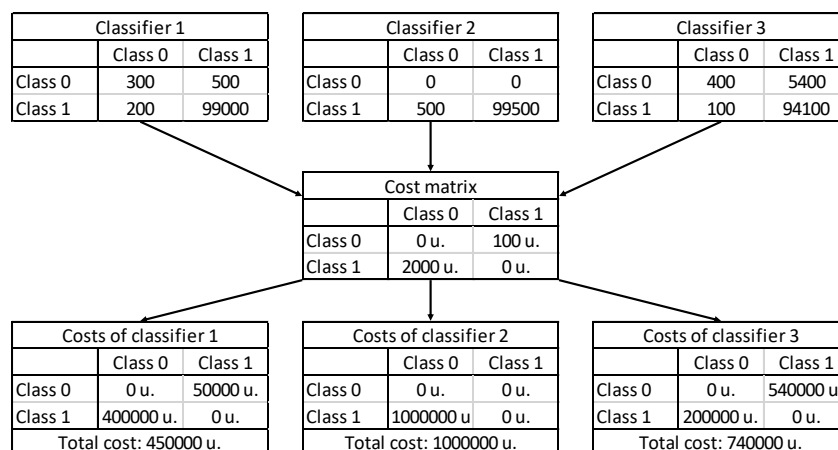 Classifier 1
Class 0 Class 1
Class 0 300 500
Class 1 200 99000
Classifier 2
Class 0 Class 1
Class 0 0 0
Class 1 500 99500
Classifier 3
Class 0 Class 1
Class 0 400 5400
Class 1 100 94100
Cost matrix
Class 0 Class 1
Class 0 0 u. 100 u.
Class 1 2000 u. 0 u.
Costs of classifier 1
Class 0 Class 1
Class 0 0 u. 50000 u.
Class 1 400000 u. 0 u.
Total cost: 450000 u.
Costs of classifier 2
Class 0 Class 1
Class 0 0 u. 0 u.
Class 1 1000000 u 0 u.
Total cost: 1000000 u.
Costs of classifier 3
Class 0 Class 1
Class 0 0 u. 540000 u
Class 1 200000 u. 0 u.
Total cost: 740000 u.